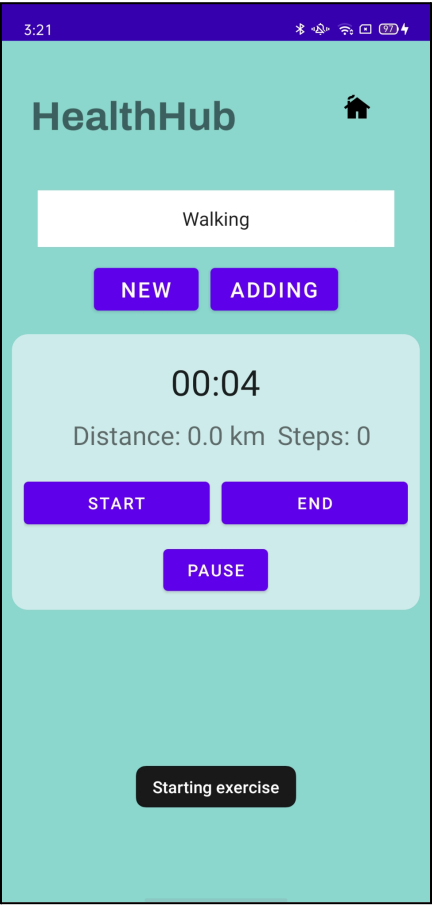 3:21 97
HealthHub
Walking
NEW ADDING
00:04
Distance: 0.0 km Steps: 0
START END
PAUSE
Starting exercise